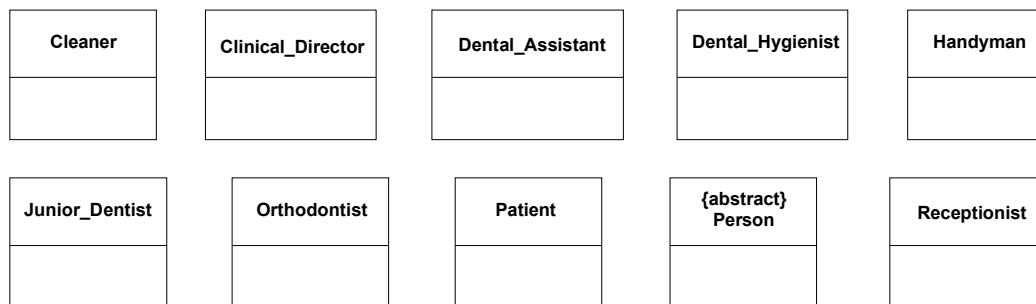 Cleaner
Clinical_Director
Dental_Assistant
Dental_Hygienist
Handyman
Junior_Dentist
Orthodontist
Patient
{abstract}
Person
Receptionist